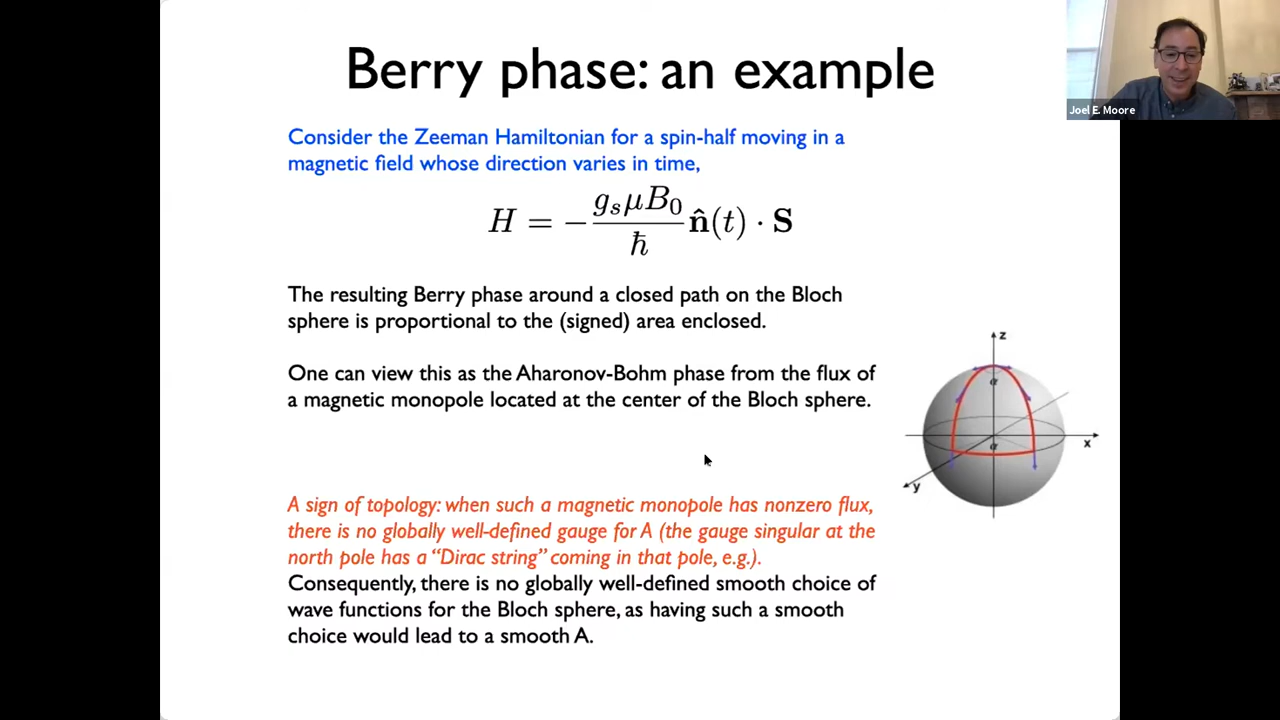 Berry phase: an example
Joel E. Moore
Consider the Zeeman Hamiltonian for a spin-half moving in a
magnetic field whose direction varies in time,
H = −\frac{g_s μ B_0}{ħ} \hat{n}(t) · S
The resulting Berry phase around a closed path on the Bloch
sphere is proportional to the (signed) area enclosed.
One can view this as the Aharonov-Bohm phase from the flux of
a magnetic monopole located at the center of the Bloch sphere.
z
α
α
x
y
A sign of topology: when such a magnetic monopole has nonzero flux,
there is no globally well-defined gauge for A (the gauge singular at the
north pole has a “Dirac string” coming in that pole, e.g.).
Consequently, there is no globally well-defined smooth choice of
wave functions for the Bloch sphere, as having such a smooth
choice would lead to a smooth A.